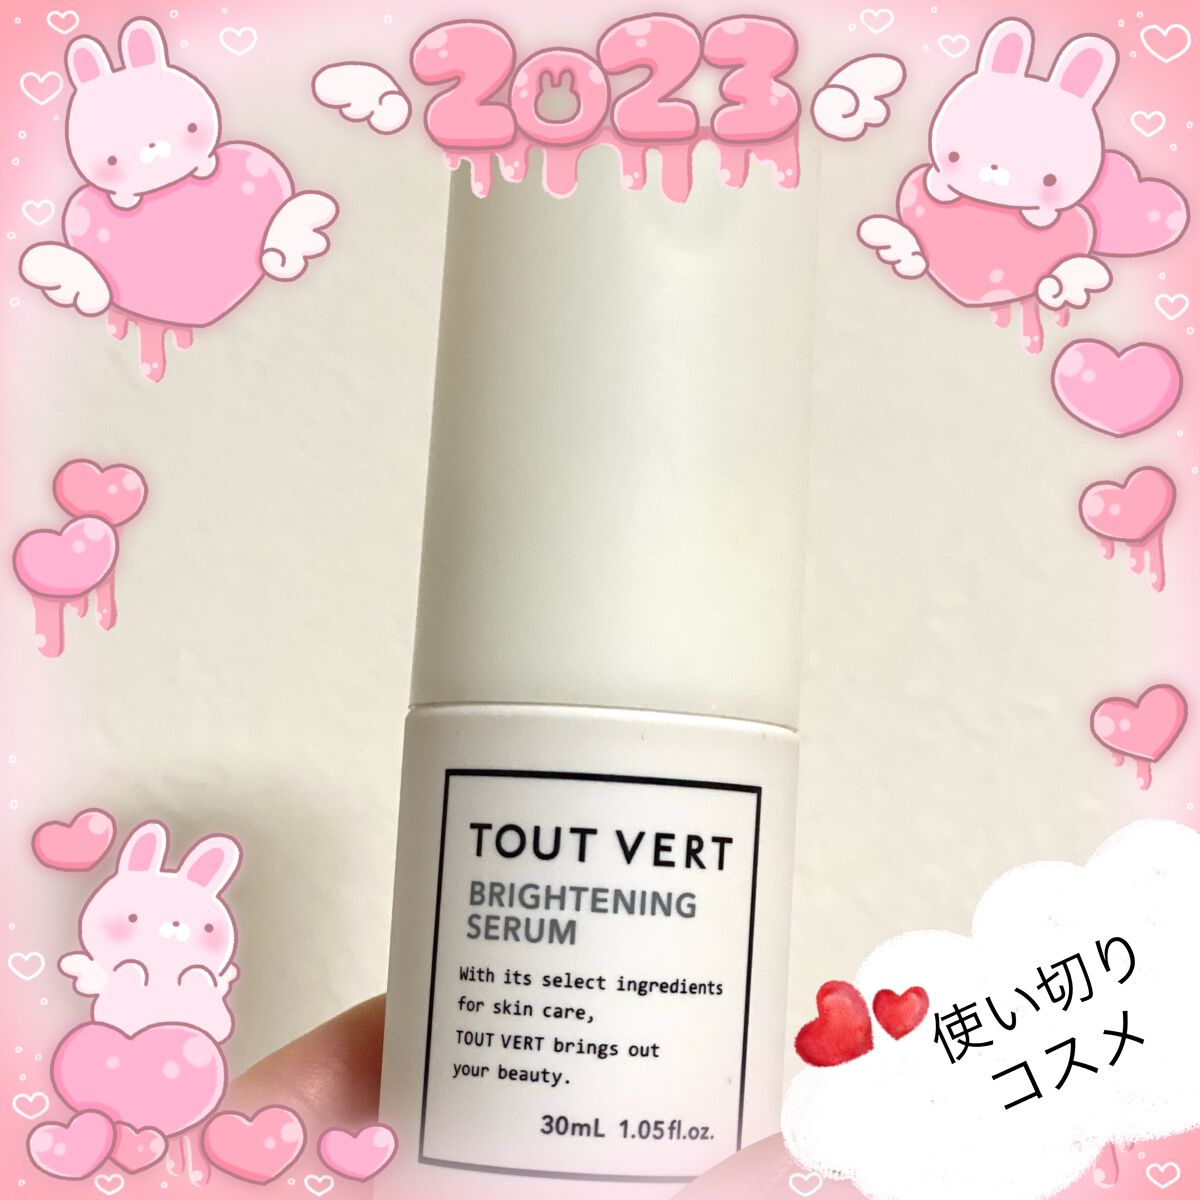 2023
TOUT VERT
BRIGHTENING
SERUM
With its select ingredients
for skin care,
TOUT VERT brings out
your beauty.
30mL 1.05fl.oz.
使い切り
コスメ